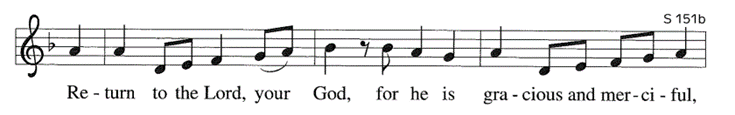 S 151b
Re - turn to the Lord, your God, for he is gra - cious and mer - ci - ful,